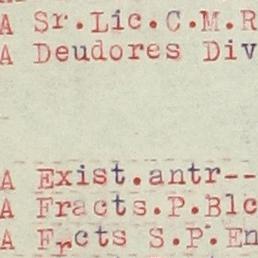 A Sr.Lic.C.M.R
A Deudores Div
A Exist.antr--
A Fracts.P.Blc
A Frcts S.P.En